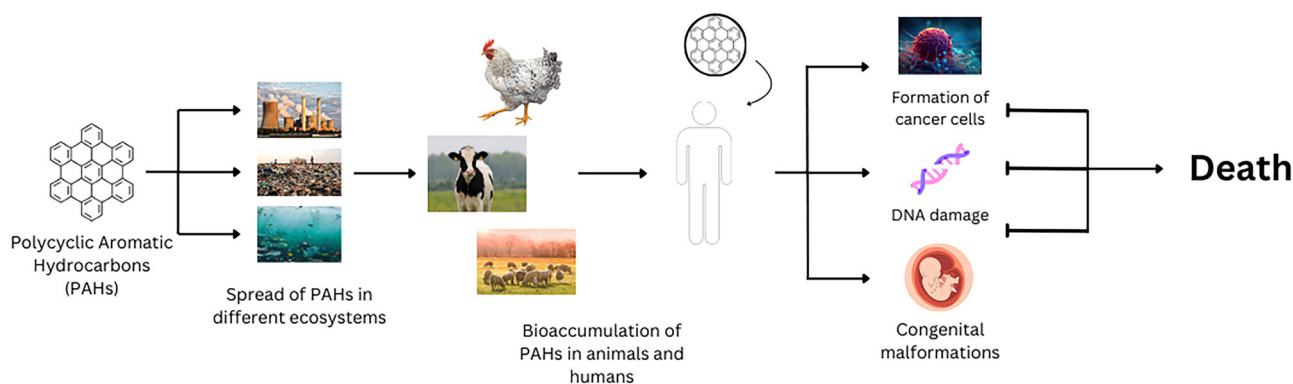 Polycyclic Aromatic
Hydrocarbons
(PAHs)
Spread of PAHs in
different ecosystems
Bioaccumulation of
PAHs in animals and
humans
Formation of
cancer cells
DNA damage
Congenital
malformations
Death